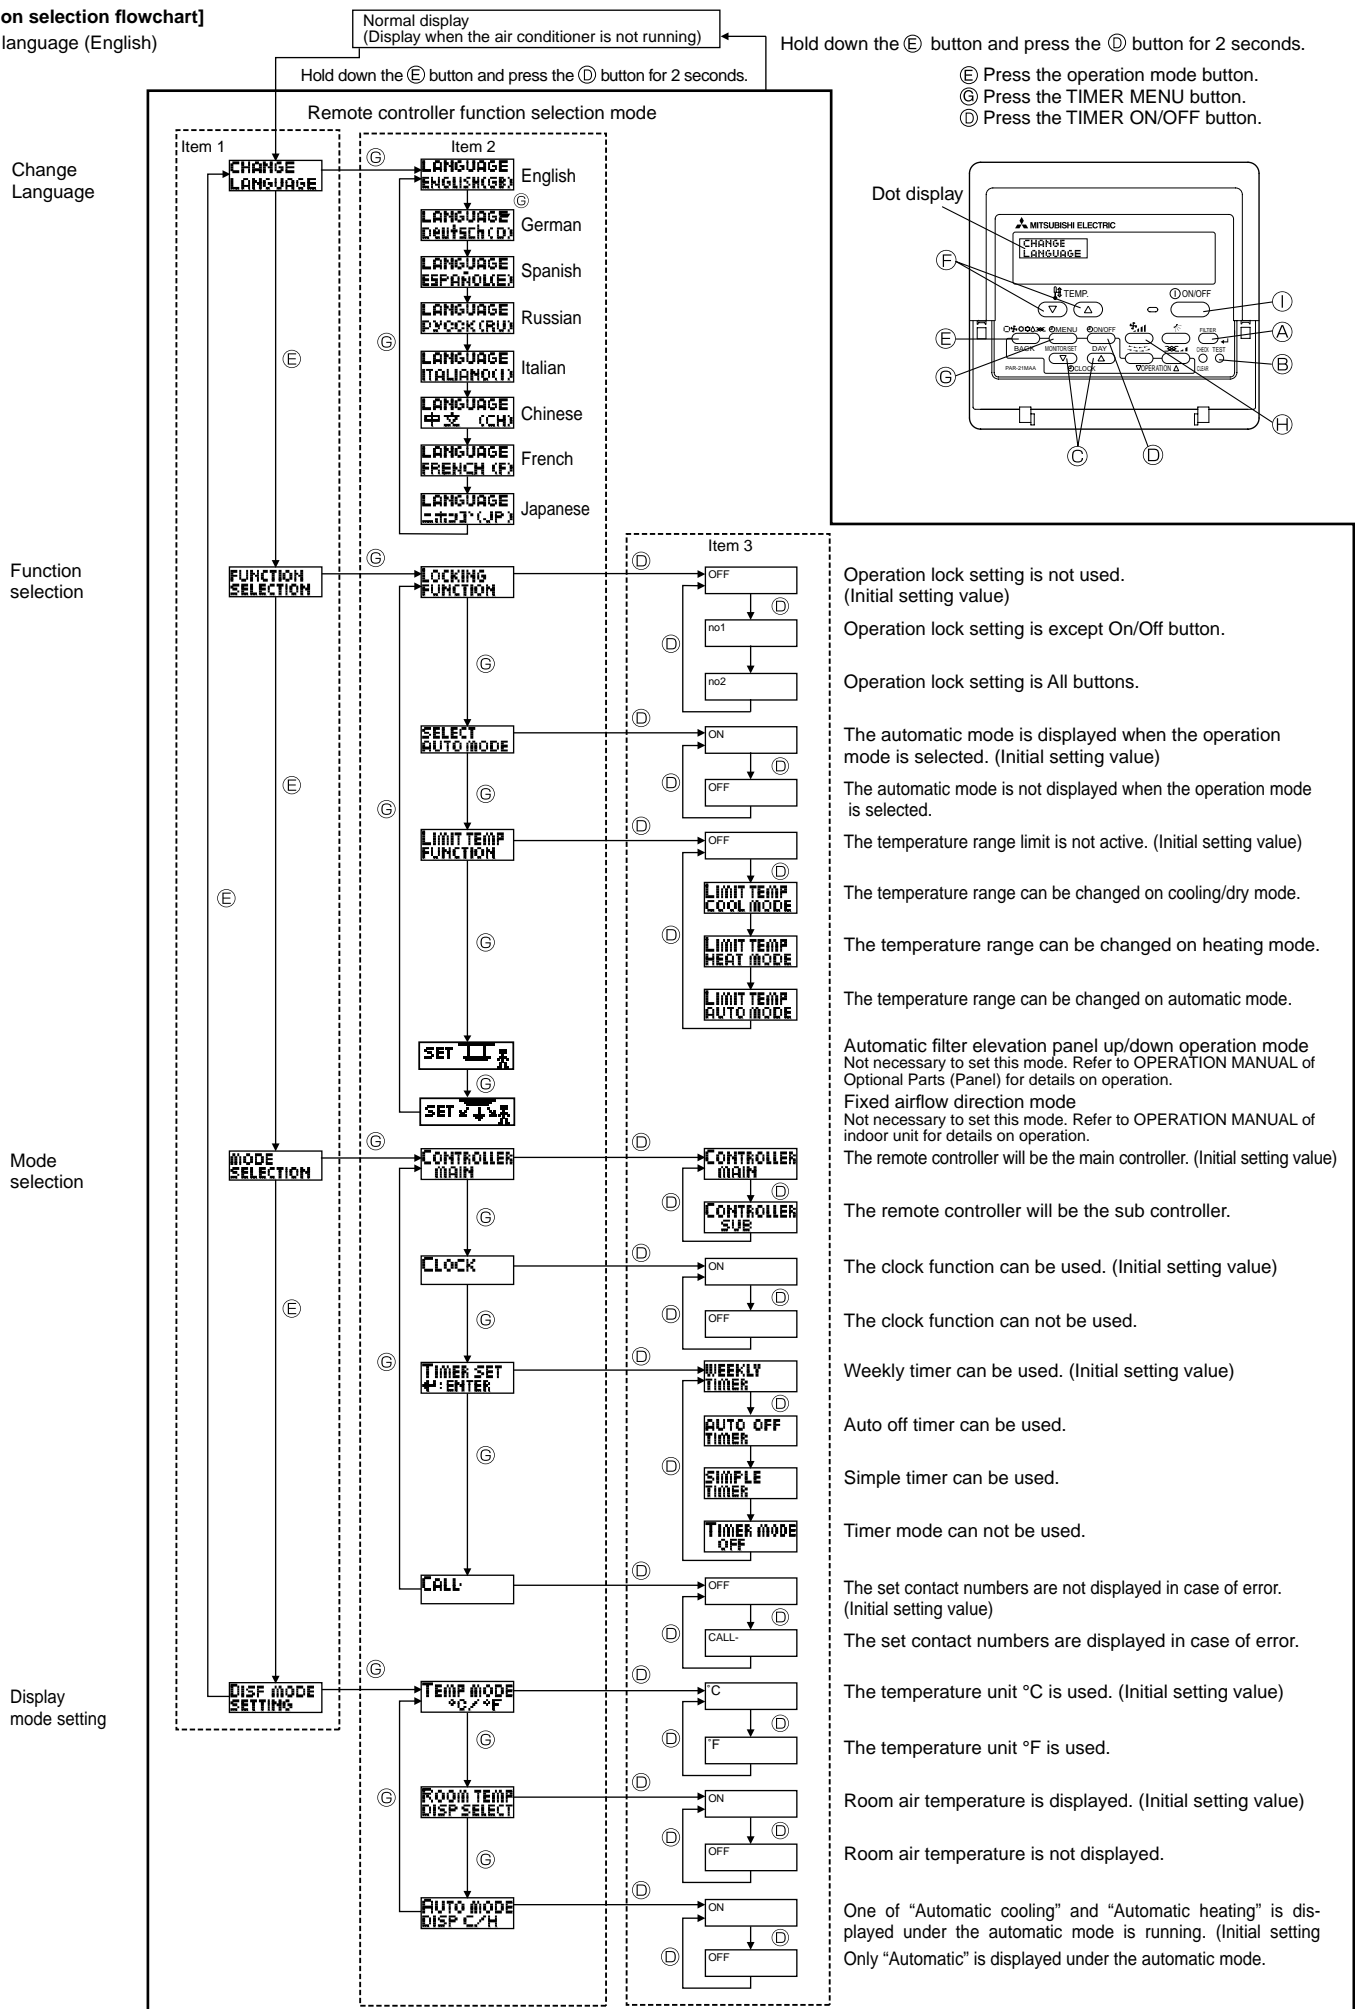 on selection flowchart]
language (English)
Normal display
(Display when the air conditioner is not running)
Hold down the Ⓔ button and press the Ⓓ button for 2 seconds.
Hold down the Ⓔ button and press the Ⓓ button for 2 seconds.
Ⓔ Press the operation mode button.
Ⓖ Press the TIMER MENU button.
Ⓓ Press the TIMER ON/OFF button.
Remote controller function selection mode
Item 1
Item 2
Change
Language
CHANGE
LANGUAGE
Ⓖ
LANGUAGE
ENGLISH(GB)
English
Ⓖ
LANGUAGE
Deutsch(D)
German
LANGUAGE
ESPAÑOL(E)
Spanish
LANGUAGE
РУССК(RU)
Russian
LANGUAGE
ITALIANO(I)
Italian
LANGUAGE
中文 (CH)
Chinese
LANGUAGE
FRENCH (F)
French
LANGUAGE
ニホンゴ(JP)
Japanese
Ⓖ
Ⓔ
Dot display
MITSUBISHI ELECTRIC
CHANGE
LANGUAGE
TEMP.
ON/OFF
MENU
ON/OFF
FILTER
BACK
MONITOR/SET
DAY
CHECK
TEST
PAR-21MAA
CLOCK
OPERATION
CLEAR
Ⓕ
Ⓔ
Ⓖ
Ⓘ
Ⓐ
Ⓑ
Ⓗ
Ⓒ
Ⓓ
Item 3
Function
selection
FUNCTION
SELECTION
Ⓖ
LOCKING
FUNCTION
Ⓓ
OFF
Operation lock setting is not used.
(Initial setting value)
Ⓓ
no1
Operation lock setting is except On/Off button.
Ⓓ
Ⓖ
no2
Operation lock setting is All buttons.
SELECT
AUTO MODE
Ⓓ
ON
The automatic mode is displayed when the operation
mode is selected. (Initial setting value)
Ⓓ
Ⓔ
Ⓖ
Ⓓ
OFF
The automatic mode is not displayed when the operation mode
is selected.
Ⓖ
LIMIT TEMP
FUNCTION
Ⓓ
OFF
The temperature range limit is not active. (Initial setting value)
Ⓓ
LIMIT TEMP
COOL MODE
The temperature range can be changed on cooling/dry mode.
Ⓔ
Ⓖ
Ⓓ
LIMIT TEMP
HEAT MODE
The temperature range can be changed on heating mode.
LIMIT TEMP
AUTO MODE
The temperature range can be changed on automatic mode.
SET
Automatic filter elevation panel up/down operation mode
Not necessary to set this mode. Refer to OPERATION MANUAL of
Optional Parts (Panel) for details on operation.
Ⓖ
SET
Fixed airflow direction mode
Not necessary to set this mode. Refer to OPERATION MANUAL of
indoor unit for details on operation.
Mode
selection
MODE
SELECTION
Ⓖ
CONTROLLER
MAIN
Ⓓ
CONTROLLER
MAIN
The remote controller will be the main controller. (Initial setting value)
Ⓓ
Ⓖ
Ⓓ
CONTROLLER
SUB
The remote controller will be the sub controller.
CLOCK
Ⓓ
ON
The clock function can be used. (Initial setting value)
Ⓓ
Ⓔ
Ⓖ
Ⓓ
OFF
The clock function can not be used.
Ⓖ
TIMER SET
↵:ENTER
Ⓓ
WEEKLY
TIMER
Weekly timer can be used. (Initial setting value)
Ⓓ
AUTO OFF
TIMER
Auto off timer can be used.
Ⓖ
Ⓓ
SIMPLE
TIMER
Simple timer can be used.
TIMER MODE
OFF
Timer mode can not be used.
CALL-
Ⓓ
OFF
The set contact numbers are not displayed in case of error.
(Initial setting value)
Ⓓ
Ⓓ
CALL-
The set contact numbers are displayed in case of error.
Display
mode setting
DISP MODE
SETTING
Ⓖ
TEMP MODE
°C/°F
Ⓓ
°C
The temperature unit °C is used. (Initial setting value)
Ⓓ
Ⓖ
Ⓓ
°F
The temperature unit °F is used.
Ⓖ
ROOM TEMP
DISP SELECT
Ⓓ
ON
Room air temperature is displayed. (Initial setting value)
Ⓓ
Ⓖ
Ⓓ
OFF
Room air temperature is not displayed.
AUTO MODE
DISP C/H
Ⓓ
ON
One of “Automatic cooling” and “Automatic heating” is dis-
played under the automatic mode is running. (Initial setting
Ⓓ
Ⓓ
OFF
Only “Automatic” is displayed under the automatic mode.